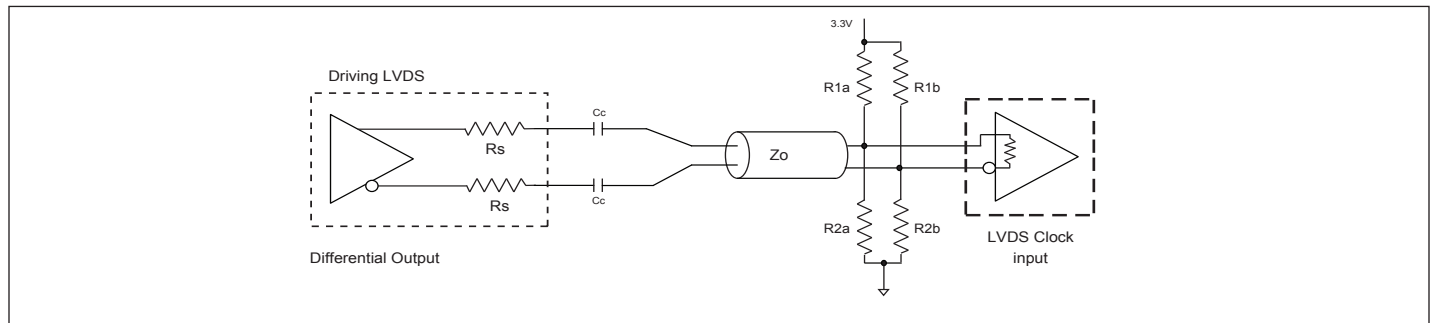 3.3V
Driving LVDS
R1a
R1b
Cc
Rs
Zo
Cc
Rs
R2a
R2b
LVDS Clock
input
Differential Output